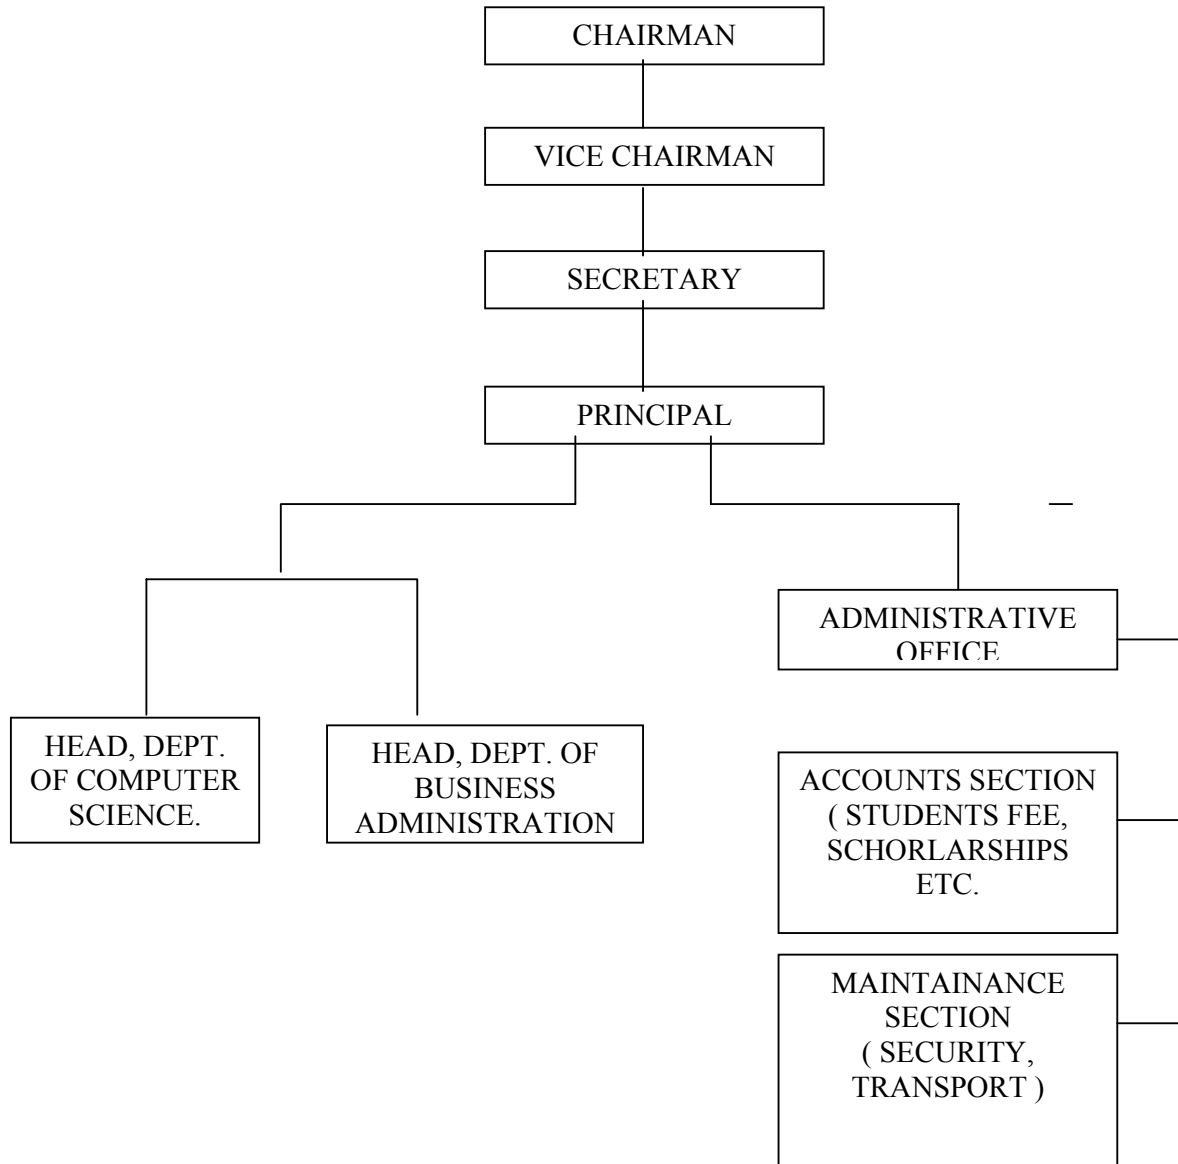 CHAIRMAN
VICE CHAIRMAN
SECRETARY
PRINCIPAL
ADMINISTRATIVE
OFFICE
HEAD, DEPT.
OF COMPUTER
SCIENCE.
HEAD, DEPT. OF
BUSINESS
ADMINISTRATION
ACCOUNTS SECTION
( STUDENTS FEE,
SCHORLARSHIPS
ETC.
MAINTAINANCE
SECTION
( SECURITY,
TRANSPORT )